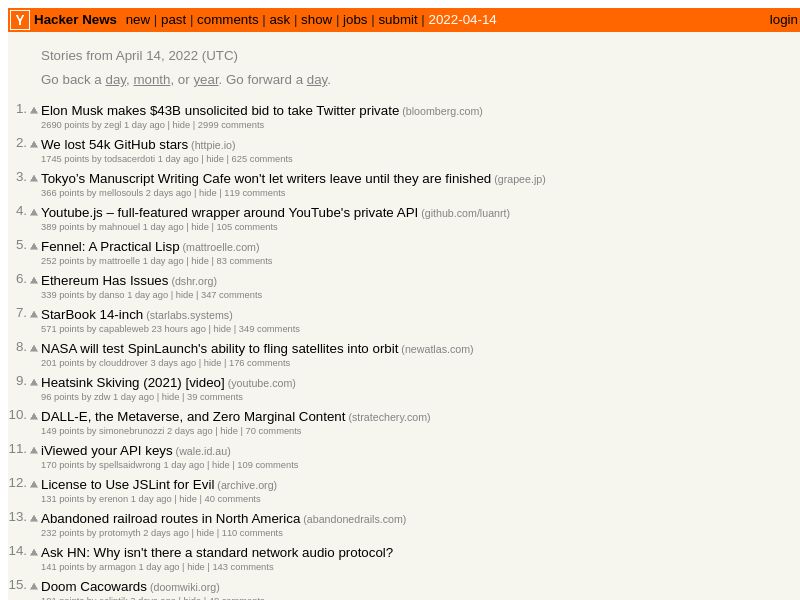 Y Hacker News new | past | comments | ask | show | jobs | submit | 2022-04-14 login
Stories from April 14, 2022 (UTC)
Go back a day, month, or year. Go forward a day.
1. Elon Musk makes $43B unsolicited bid to take Twitter private (bloomberg.com)
2690 points by zegl 1 day ago | hide | 2999 comments
2. We lost 54k GitHub stars (httpie.io)
1745 points by todsacerdoti 1 day ago | hide | 625 comments
3. Tokyo's Manuscript Writing Cafe won't let writers leave until they are finished (grapee.jp)
366 points by mellosouls 2 days ago | hide | 119 comments
4. Youtube.js – full-featured wrapper around YouTube's private API (github.com/luanrt)
389 points by mahnouel 1 day ago | hide | 105 comments
5. Fennel: A Practical Lisp (mattroelle.com)
252 points by mattroelle 1 day ago | hide | 83 comments
6. Ethereum Has Issues (dshr.org)
339 points by danso 1 day ago | hide | 347 comments
7. StarBook 14-inch (starlabs.systems)
571 points by capableweb 23 hours ago | hide | 349 comments
8. NASA will test SpinLaunch's ability to fling satellites into orbit (newatlas.com)
201 points by clouddrover 3 days ago | hide | 176 comments
9. Heatsink Skiving (2021) [video] (youtube.com)
96 points by zdw 1 day ago | hide | 39 comments
10. DALL-E, the Metaverse, and Zero Marginal Content (stratechery.com)
149 points by simonebrunozzi 2 days ago | hide | 70 comments
11. iViewed your API keys (wale.id.au)
170 points by spellsaidwrong 1 day ago | hide | 109 comments
12. License to Use JSLint for Evil (archive.org)
131 points by erenon 1 day ago | hide | 40 comments
13. Abandoned railroad routes in North America (abandonedrails.com)
232 points by protomyth 2 days ago | hide | 110 comments
14. Ask HN: Why isn't there a standard network audio protocol?
141 points by armagon 1 day ago | hide | 143 comments
15. Doom Cacowards (doomwiki.org)